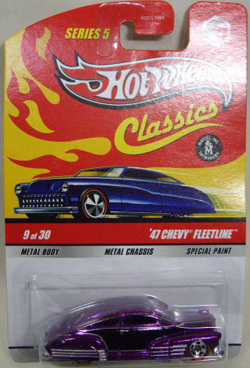 SERIES 5
Hot Wheels
Classics
'47 CHEVY FLEETLINE
9 of 30
METAL BODY METAL CHASSIS SPECIAL PAINT